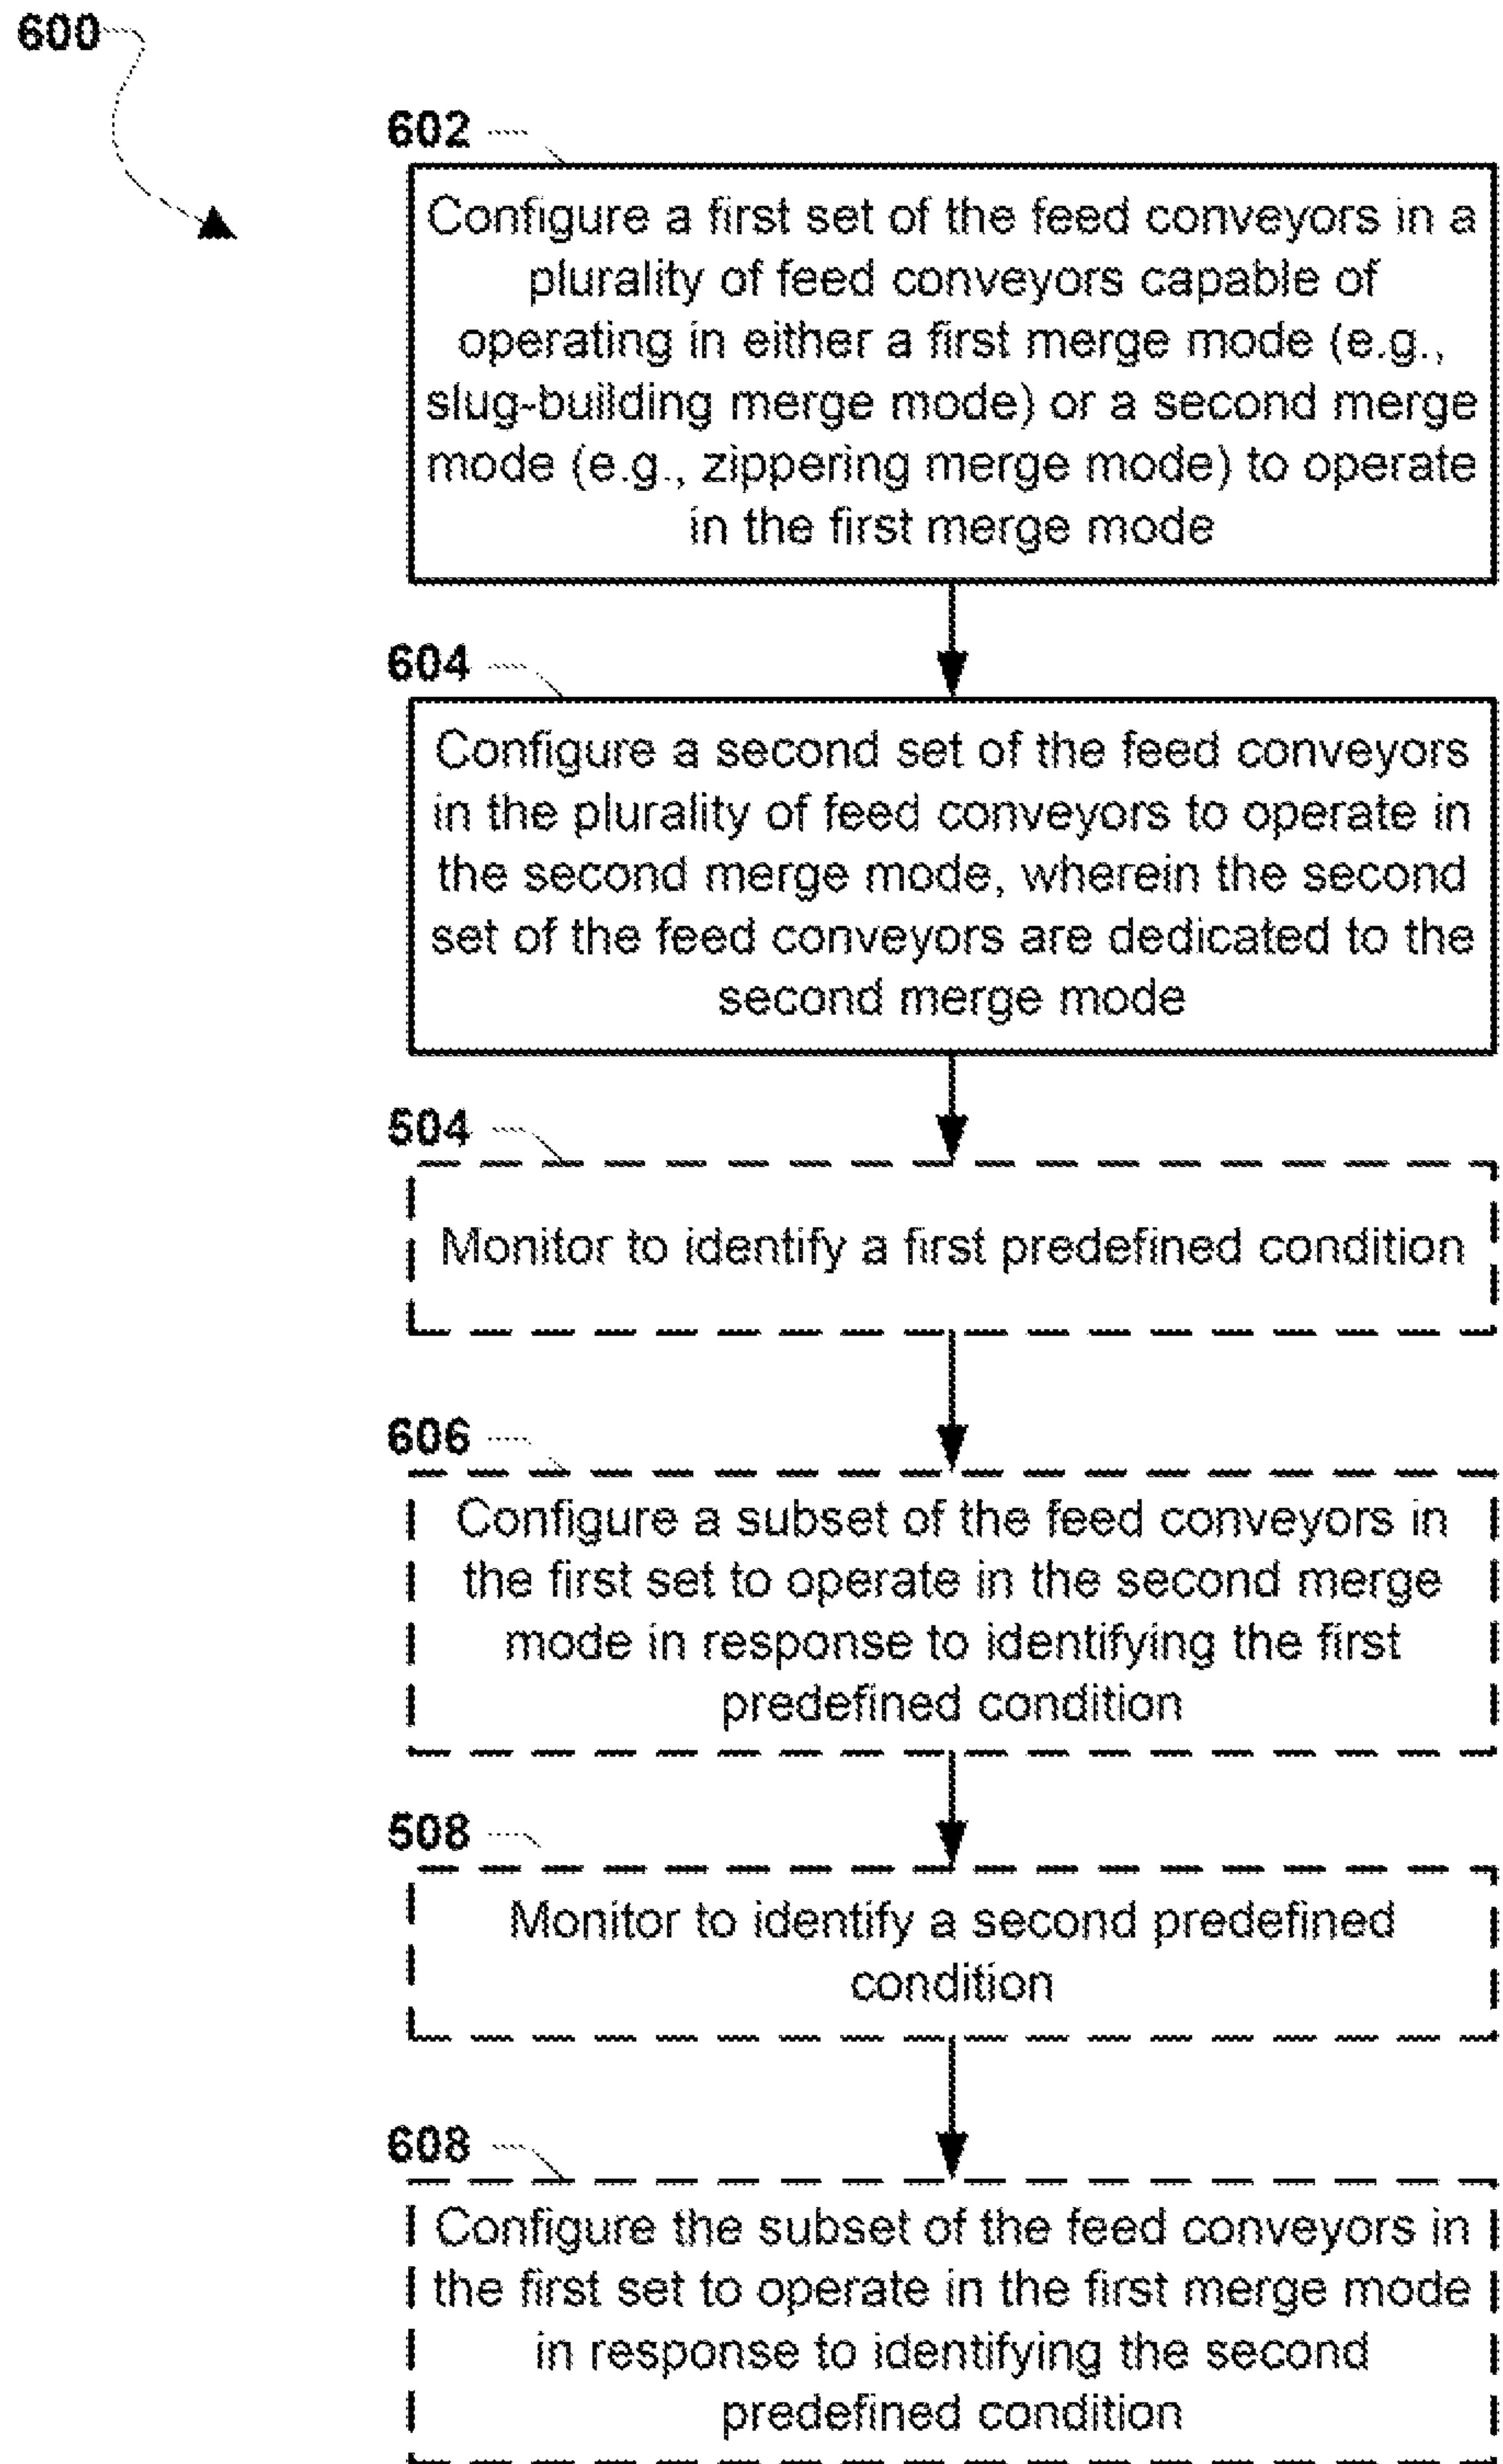 600
602
Configure a first set of the feed conveyors in a
plurality of feed conveyors capable of
operating in either a first merge mode (e.g.,
slug-building merge mode) or a second merge
mode (e.g., zippering merge mode) to operate
in the first merge mode
604
Configure a second set of the feed conveyors
in the plurality of feed conveyors to operate in
the second merge mode, wherein the second
set of the feed conveyors are dedicated to the
second merge mode
504
Monitor to identify a first predefined condition
606
Configure a subset of the feed conveyors in
the first set to operate in the second merge
mode in response to identifying the first
predefined condition
508
Monitor to identify a second predefined
condition
608
Configure the subset of the feed conveyors in
the first set to operate in the first merge mode
in response to identifying the second
predefined condition